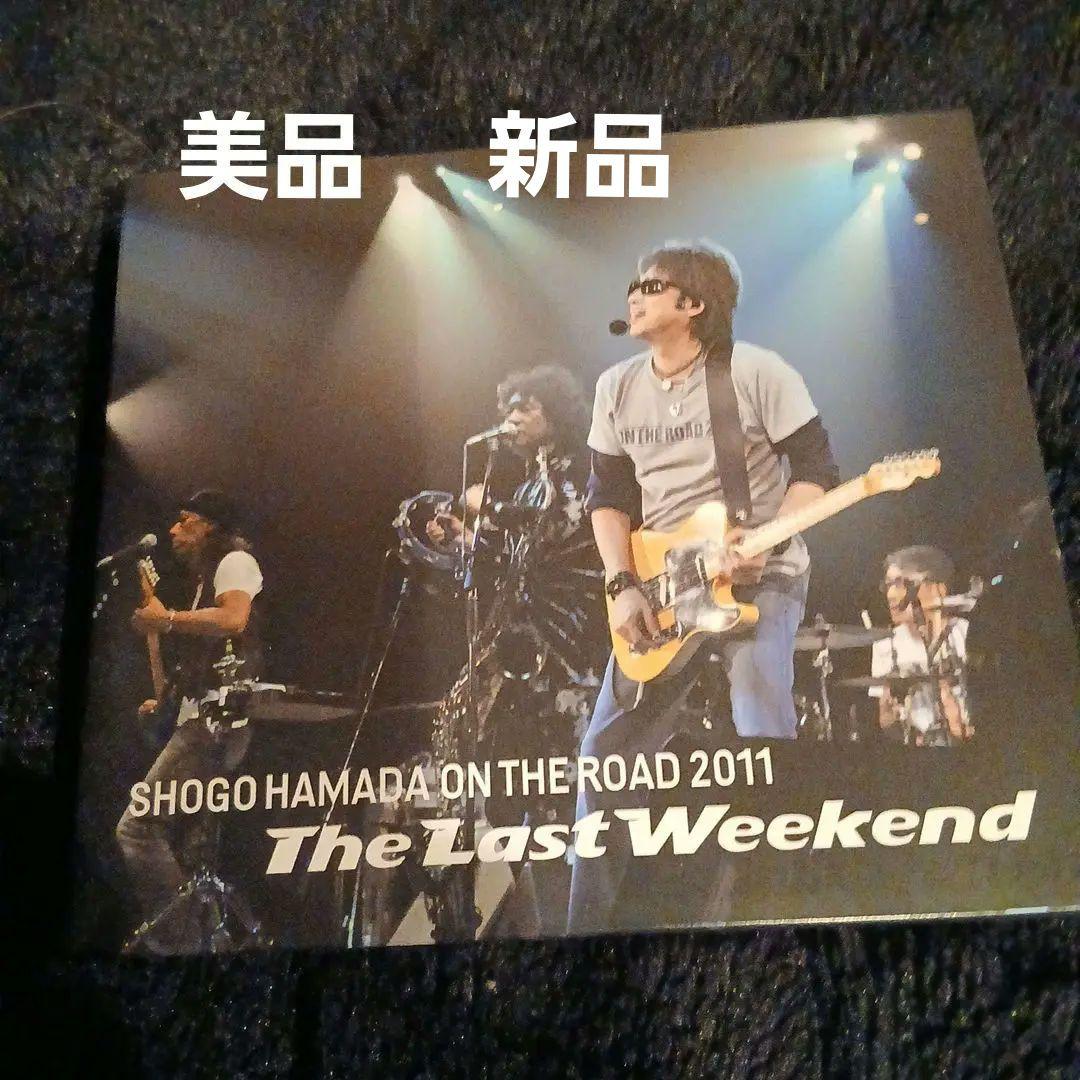 美品 新品
ON THE ROAD
SHOGO HAMADA ON THE ROAD 2011
The Last Weekend